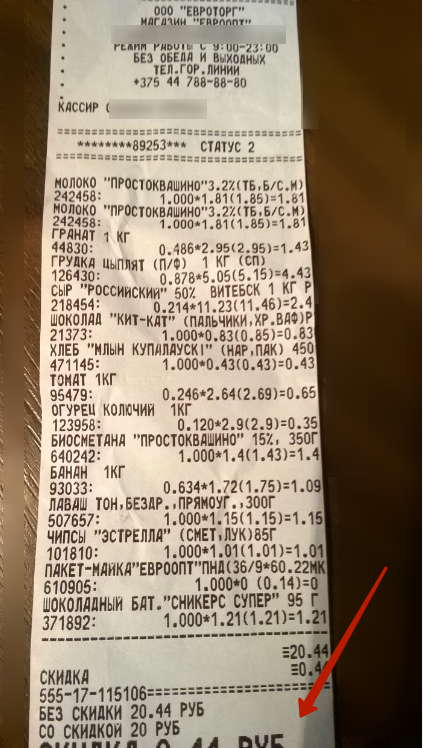 ООО "ЕВРОТОРГ"
МАГАЗИН "ЕВРООПТ"
РЕЖИМ РАБОТЫ С 9:00-23:00
БЕЗ ОБЕДА И ВЫХОДНЫХ
ТЕЛ.ГОР.ЛИНИИ
+375 44 788-88-80
КАССИР
********89253*** СТАТУС 2
МОЛОКО "ПРОСТОКВАШИНО"3.2%(ТБ,Б/С.М)
242458: 1.000*1.81(1.85)=1.81
МОЛОКО "ПРОСТОКВАШИНО"3.2%(ТБ,Б/С.М)
242458: 1.000*1.81(1.85)=1.81
ГРАНАТ 1 КГ
44830: 0.486*2.95(2.95)=1.43
ГРУДКА ЦЫПЛЯТ (П/Ф) 1 КГ (СП)
126430: 0.878*5.05(5.15)=4.43
СЫР "РОССИЙСКИЙ" 50% ВИТЕБСК 1 КГ Р
218454: 0.214*11.23(11.46)=2.4
ШОКОЛАД "КИТ-КАТ" (ПАЛЬЧИКИ,ХР.ВАФ)Р
21373: 1.000*0.83(0.85)=0.83
ХЛЕБ "МЛЫН КУПАЛАУСКI" (НАР,ПАК) 450
471145: 1.000*0.43(0.43)=0.43
ТОМАТ 1КГ
95479: 0.246*2.64(2.69)=0.65
ОГУРЕЦ КОЛЮЧИЙ 1КГ
123958: 0.120*2.9(2.9)=0.35
БИОСМЕТАНА "ПРОСТОКВАШИНО" 15%, 350Г
640242: 1.000*1.4(1.43)=1.4
БАНАН 1КГ
93033: 0.634*1.72(1.75)=1.09
ЛАВАШ ТОН,БЕЗДР.,ПРЯМОУГ.,300Г
507657: 1.000*1.15(1.15)=1.15
ЧИПСЫ "ЭСТРЕЛЛА" (СМЕТ,ЛУК)85Г
101810: 1.000*1.01(1.01)=1.01
ПАКЕТ-МАЙКА"ЕВРООПТ"ПНД(36/9*60.22МК
610905: 1.000*0 (0.14)=0
ШОКОЛАДНЫЙ БАТ."СНИКЕРС СУПЕР" 95 Г
371892: 1.000*1.21(1.21)=1.21
≡20.44
СКИДКА ≡0.4
555-17-115106
БЕЗ СКИДКИ 20.44 РУБ
СО СКИДКОЙ 20 РУБ
СКИДКА 0.44 РУБ